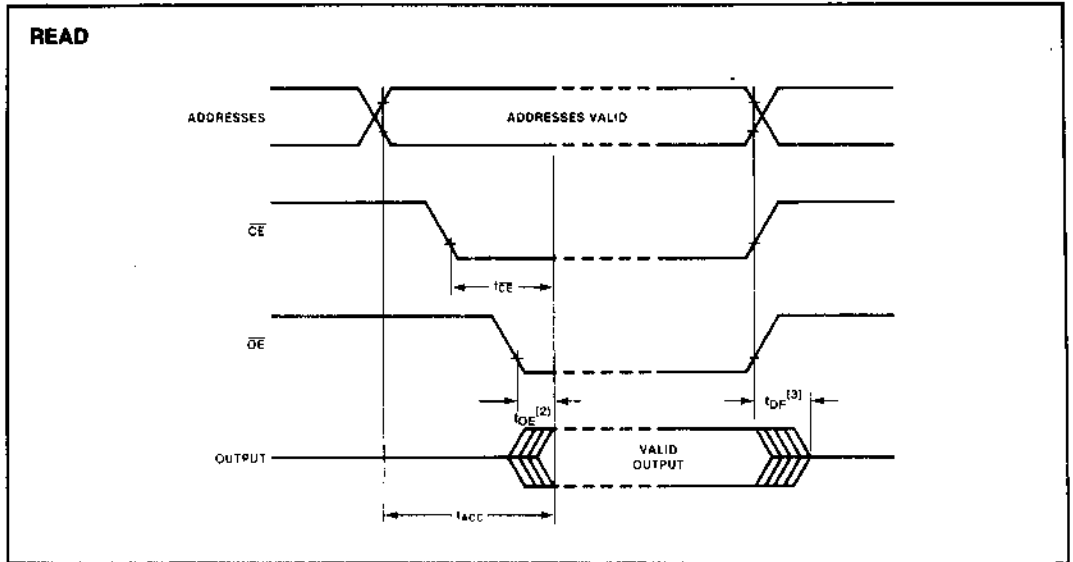 READ
ADDRESSES
ADDRESSES VALID
CE
tCE
OE
tOE[2]
tDF[3]
OUTPUT
VALID
OUTPUT
tACC